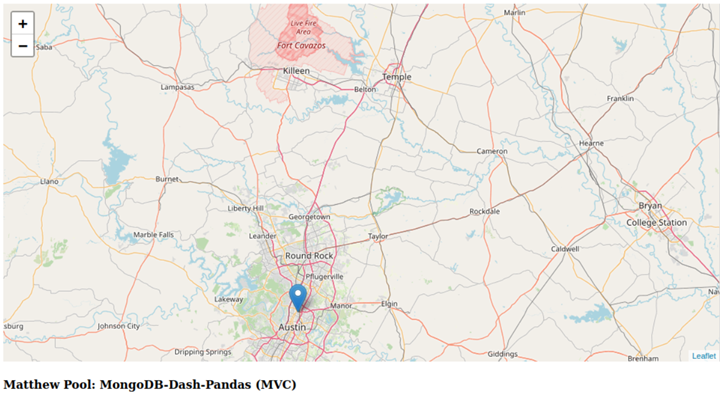 +
−
Live Fire
Area
Fort Cavazos
Marlin
Saba
Killeen
Temple
Lampasas
Belton
Franklin
Hearne
Cameron
Llano
Burnet
Bryan
Liberty Hill
Georgetown
Rockdale
College Station
Marble Falls
Leander
Taylor
Caldwell
Round Rock
Pflugerville
Lakeway
Manor
Elgin
Nav
sburg
Johnson City
Austin
Dripping Springs
Giddings
Brenham
Leaflet
Matthew Pool: MongoDB-Dash-Pandas (MVC)